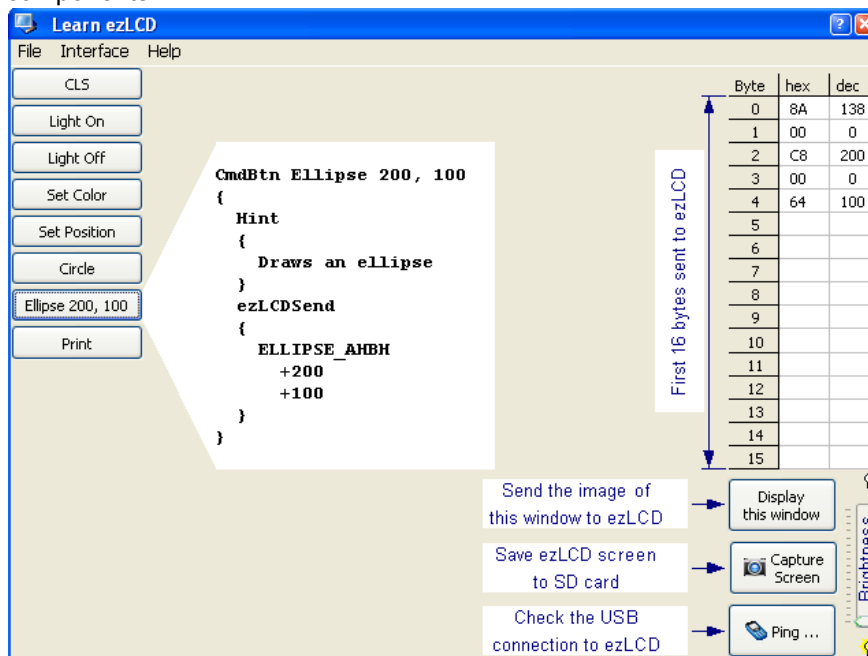 Learn ezLCD
File Interface Help
CLS
Light On
Light Off
Set Color
Set Position
Circle
Ellipse 200, 100
Print
CmdBtn Ellipse 200, 100
{
Hint
{
Draws an ellipse
}
ezLCDSend
{
ELLIPSE_AHBH
+200
+100
}
}
First 16 bytes sent to ezLCD
Byte hex dec
0 8A 138
1 00 0
2 C8 200
3 00 0
4 64 100
5
6
7
8
9
10
11
12
13
14
15
Send the image of
this window to ezLCD
Display
this window
Save ezLCD screen
to SD card
Capture
Screen
Check the USB
connection to ezLCD
Ping ...
Brightness